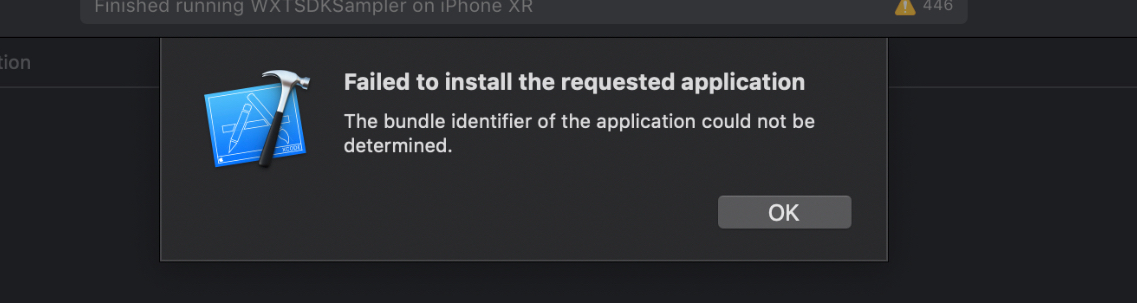 Finished running WXTSDKSampler on iPhone XR
446
tion
Failed to install the requested application
The bundle identifier of the application could not be
determined.
XCODE
OK